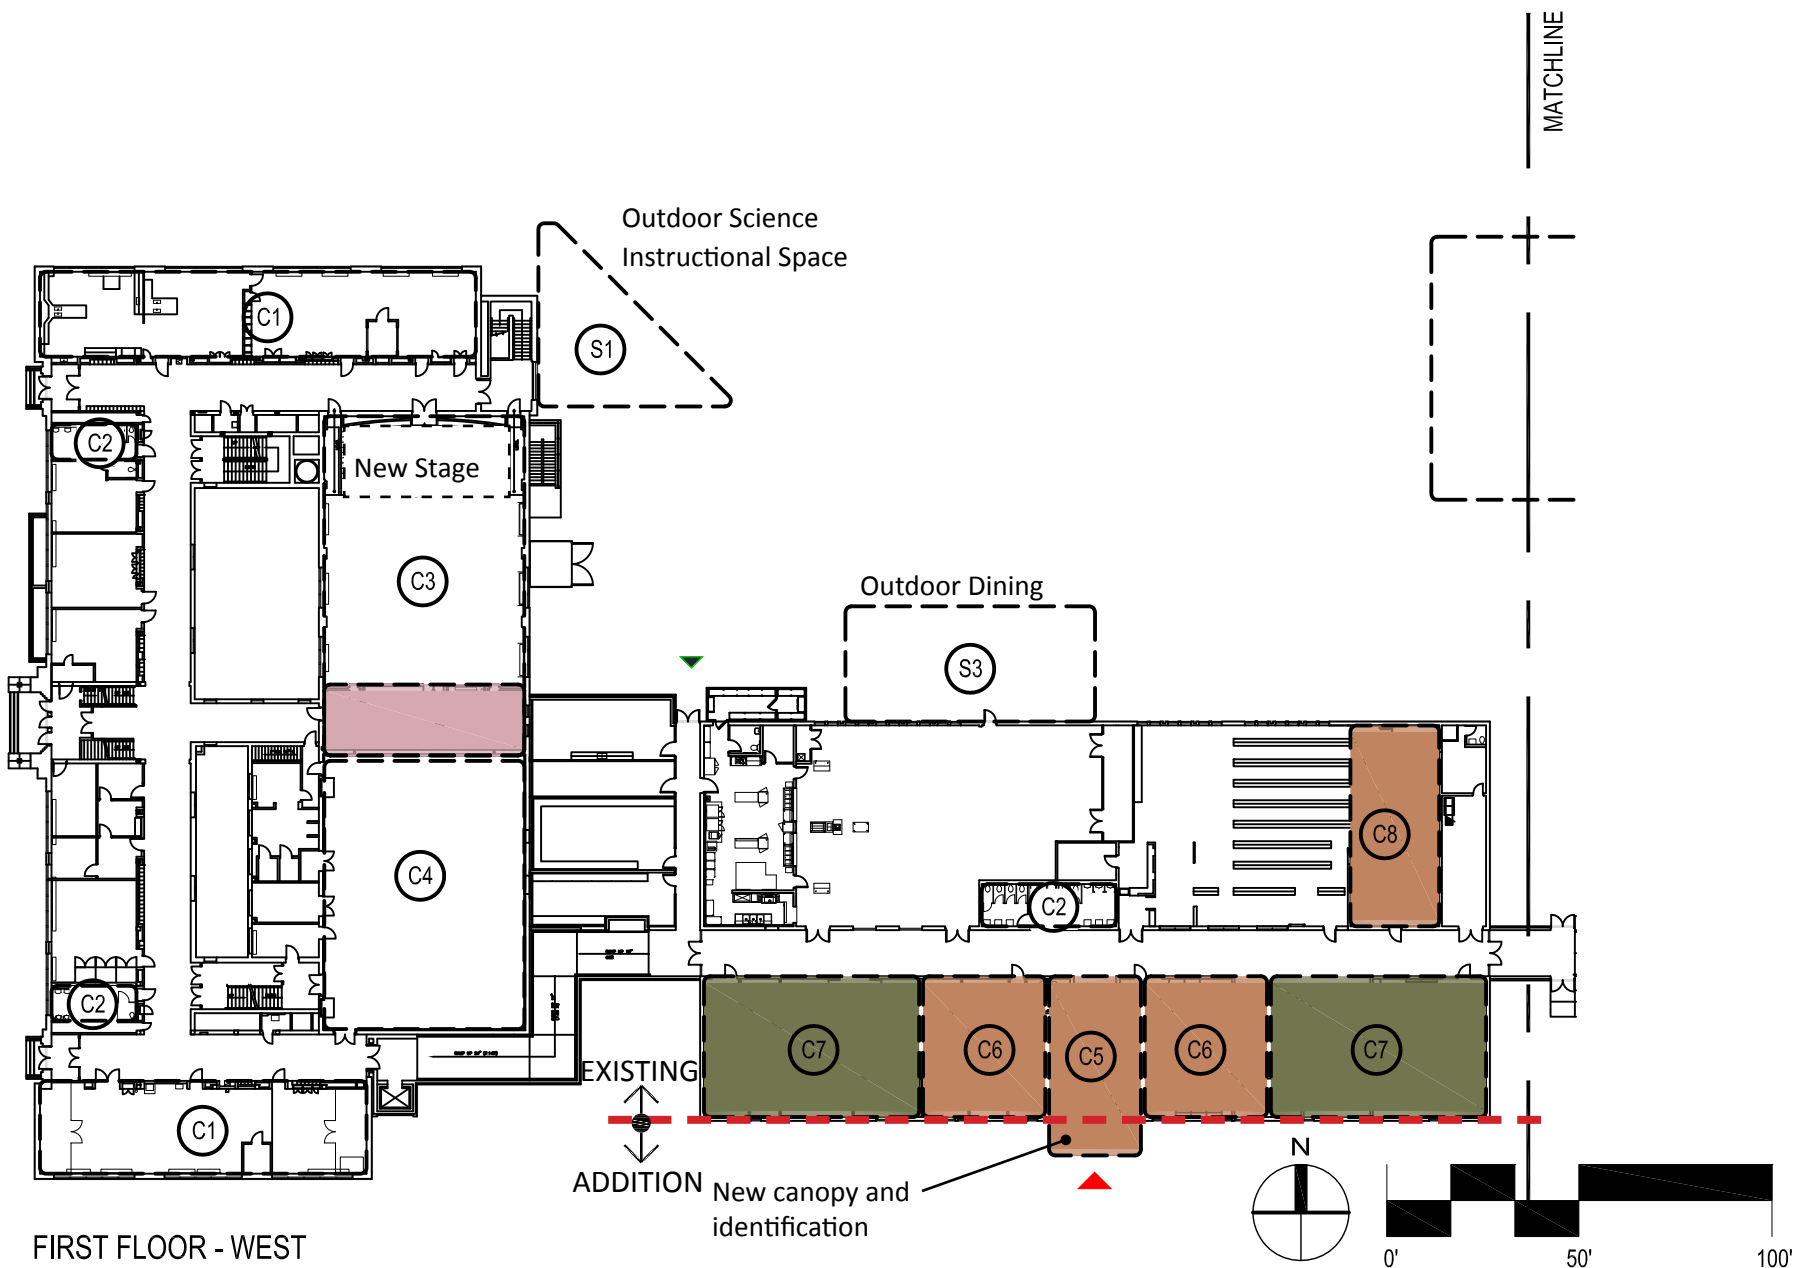 MATCHLINE
Outdoor Science
Instructional Space
C1
S1
C2
New Stage
C3
Outdoor Dining
S3
C8
C4
C2
C2
C7
C6
C5
C6
C7
EXISTING
C1
ADDITION
New canopy and
identification
N
0'
50'
100'
FIRST FLOOR - WEST